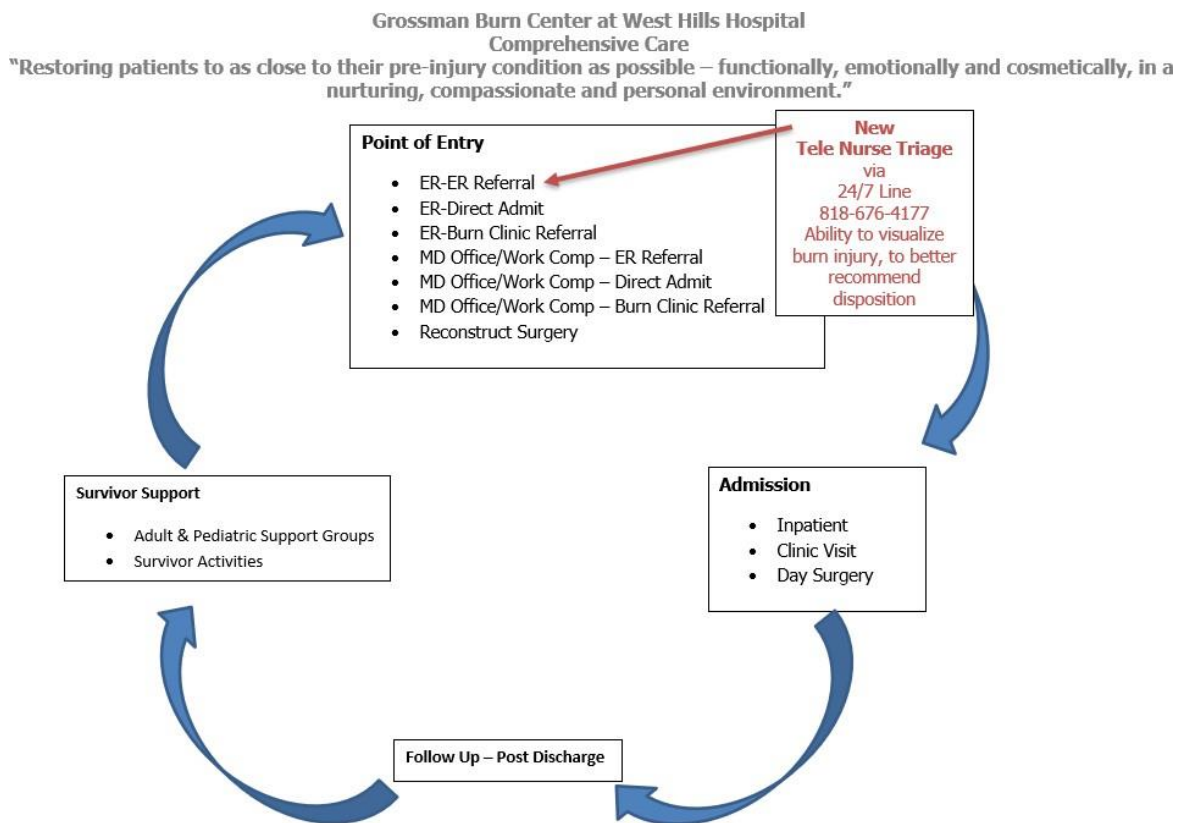 Grossman Burn Center at West Hills Hospital
Comprehensive Care
“Restoring patients to as close to their pre-injury condition as possible – functionally, emotionally and cosmetically, in a
nurturing, compassionate and personal environment.”
Point of Entry
• ER-ER Referral
• ER-Direct Admit
• ER-Burn Clinic Referral
• MD Office/Work Comp – ER Referral
• MD Office/Work Comp – Direct Admit
• MD Office/Work Comp – Burn Clinic Referral
• Reconstruct Surgery
New
Tele Nurse Triage
via
24/7 Line
818-676-4177
Ability to visualize
burn injury, to better
recommend
disposition
Admission
• Inpatient
• Clinic Visit
• Day Surgery
Follow Up – Post Discharge
Survivor Support
• Adult & Pediatric Support Groups
• Survivor Activities